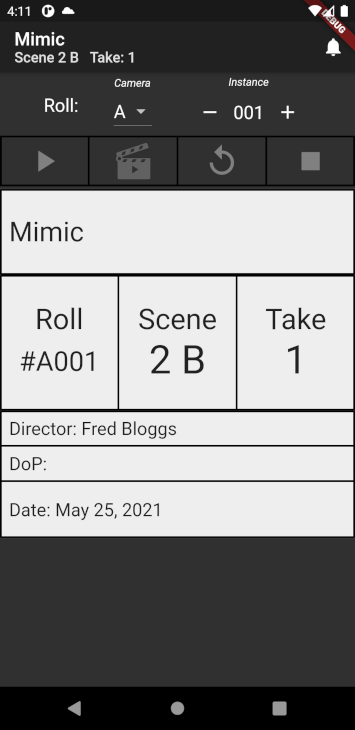 4:11
DEBUG
Mimic
Scene 2 B Take: 1
Camera Instance
Roll: A 001
Mimic
Roll Scene Take
#A001 2 B 1
Director: Fred Bloggs
DoP:
Date: May 25, 2021